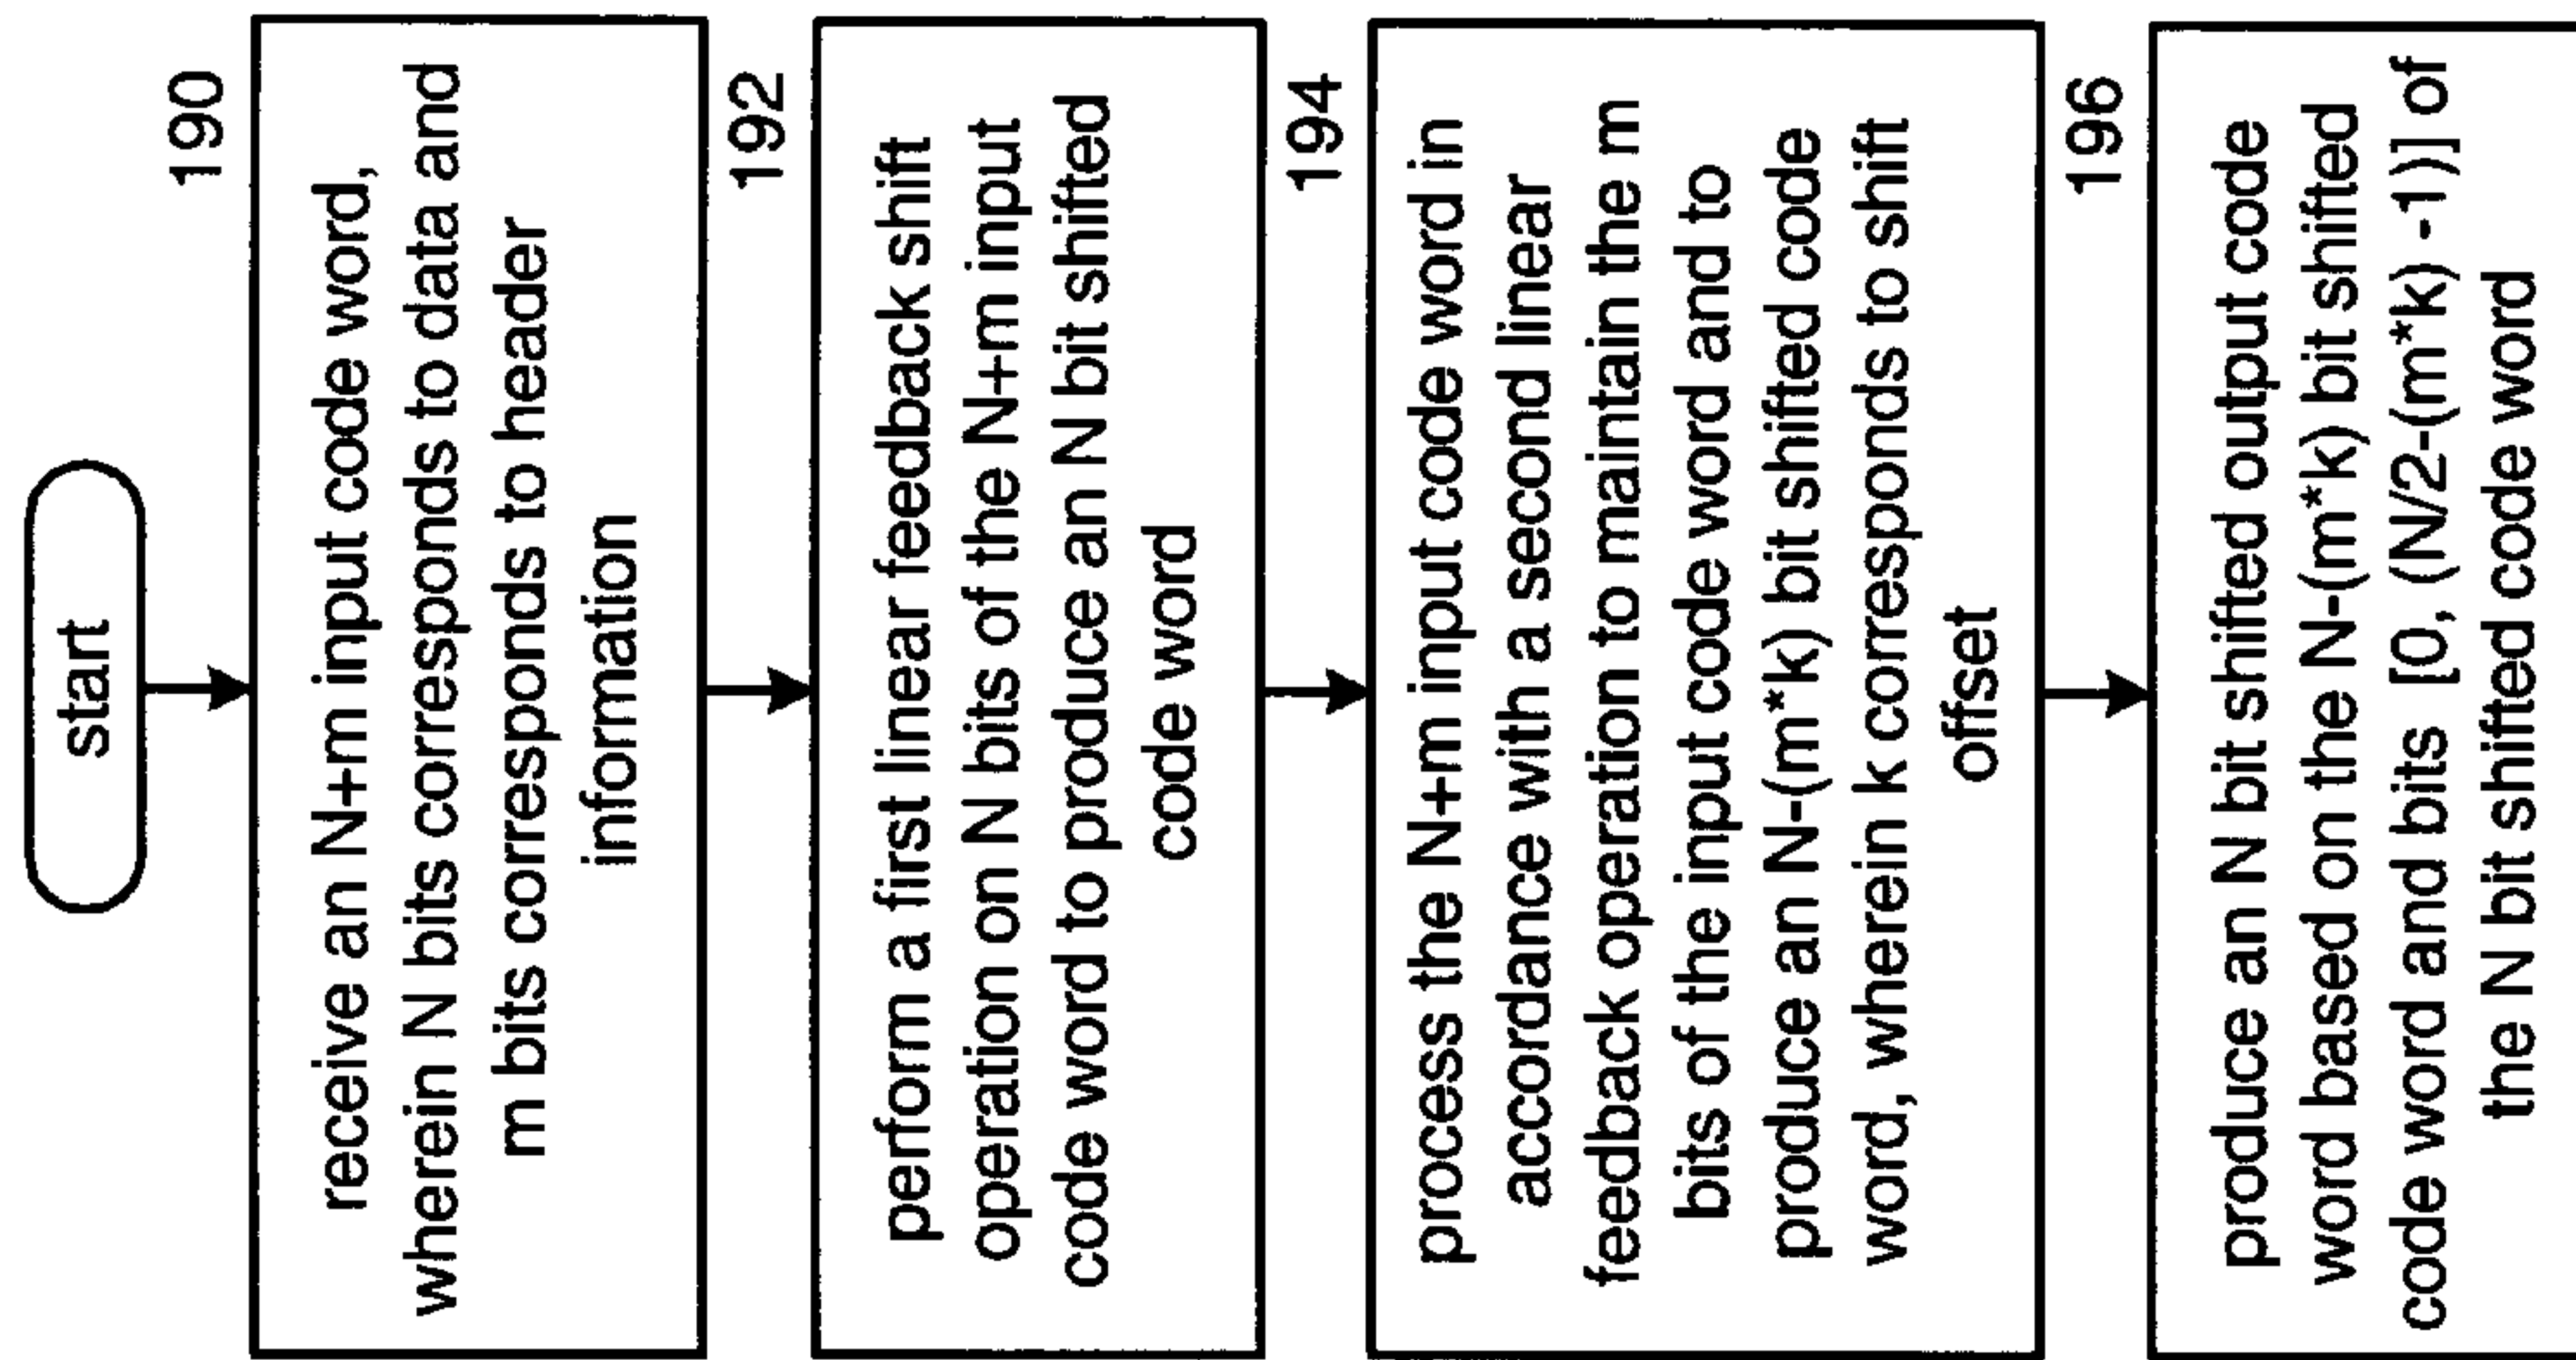 start
190
receive an N+m input code word,
wherein N bits corresponds to data and
m bits corresponds to header
information
192
perform a first linear feedback shift
operation on N bits of the N+m input
code word to produce an N bit shifted
code word
194
process the N+m input code word in
accordance with a second linear
feedback operation to maintain the m
bits of the input code word and to
produce an N-(m*k) bit shifted code
word, wherein k corresponds to shift
offset
196
produce an N bit shifted output code
word based on the N-(m*k) bit shifted
code word and bits [0, (N/2-(m*k) -1)] of
the N bit shifted code word